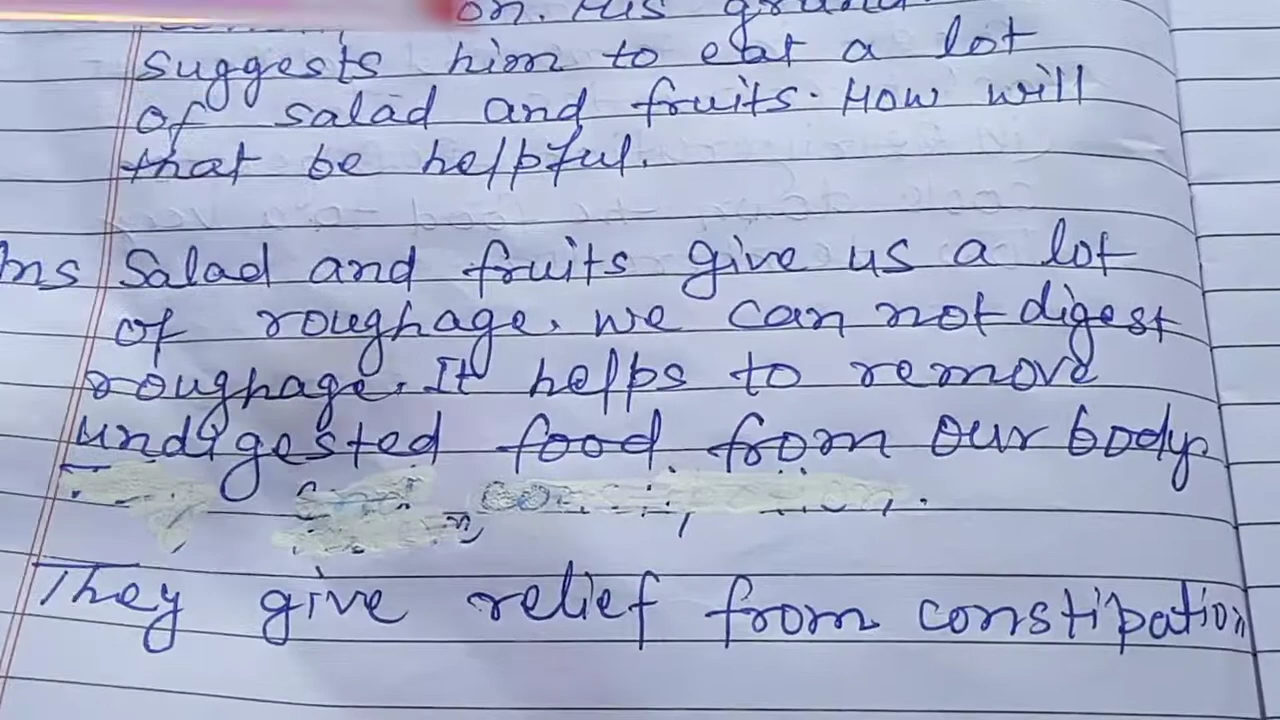 on. His
suggests him to eat a lot
of salad and fruits. How will
that be helpful.
Ans Salad and fruits give us a lot
of roughage. we can not digest
roughage. It helps to remove
undigested food from our body.
They give relief from constipation